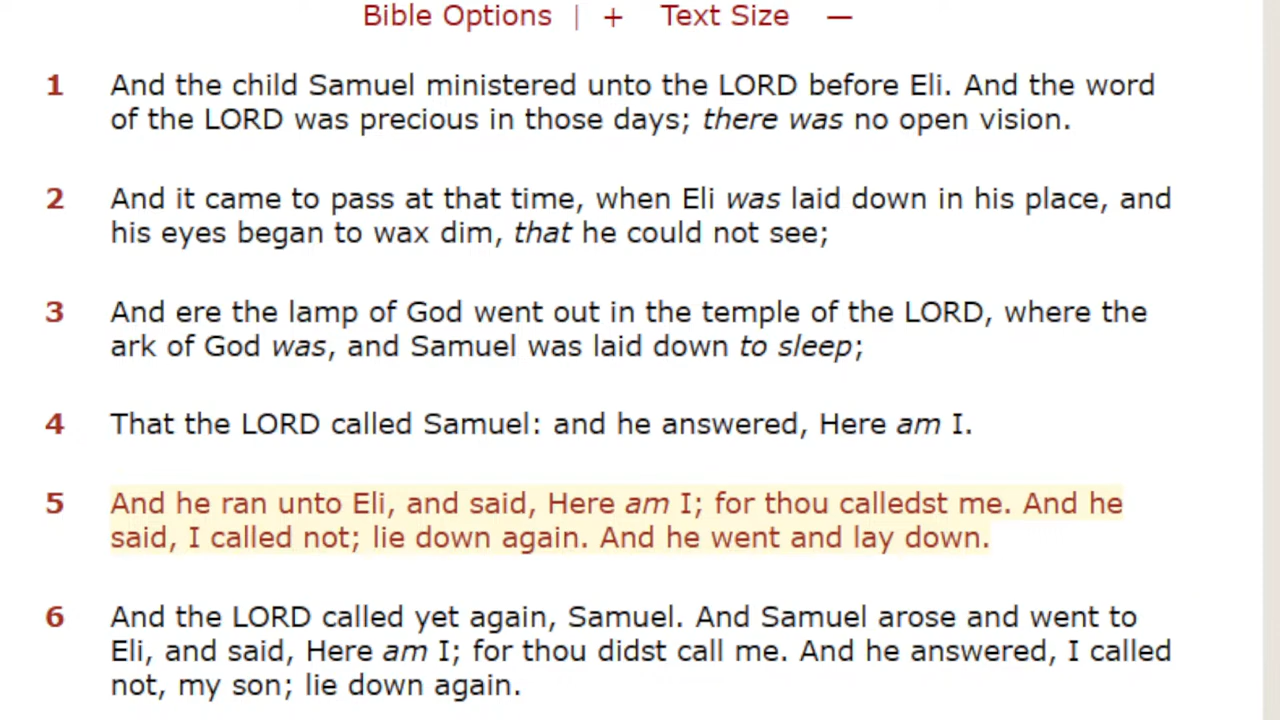 Bible Options | + Text Size —
1 And the child Samuel ministered unto the LORD before Eli. And the word
of the LORD was precious in those days; there was no open vision.
2 And it came to pass at that time, when Eli was laid down in his place, and
his eyes began to wax dim, that he could not see;
3 And ere the lamp of God went out in the temple of the LORD, where the
ark of God was, and Samuel was laid down to sleep;
4 That the LORD called Samuel: and he answered, Here am I.
5 And he ran unto Eli, and said, Here am I; for thou calledst me. And he
said, I called not; lie down again. And he went and lay down.
6 And the LORD called yet again, Samuel. And Samuel arose and went to
Eli, and said, Here am I; for thou didst call me. And he answered, I called
not, my son; lie down again.